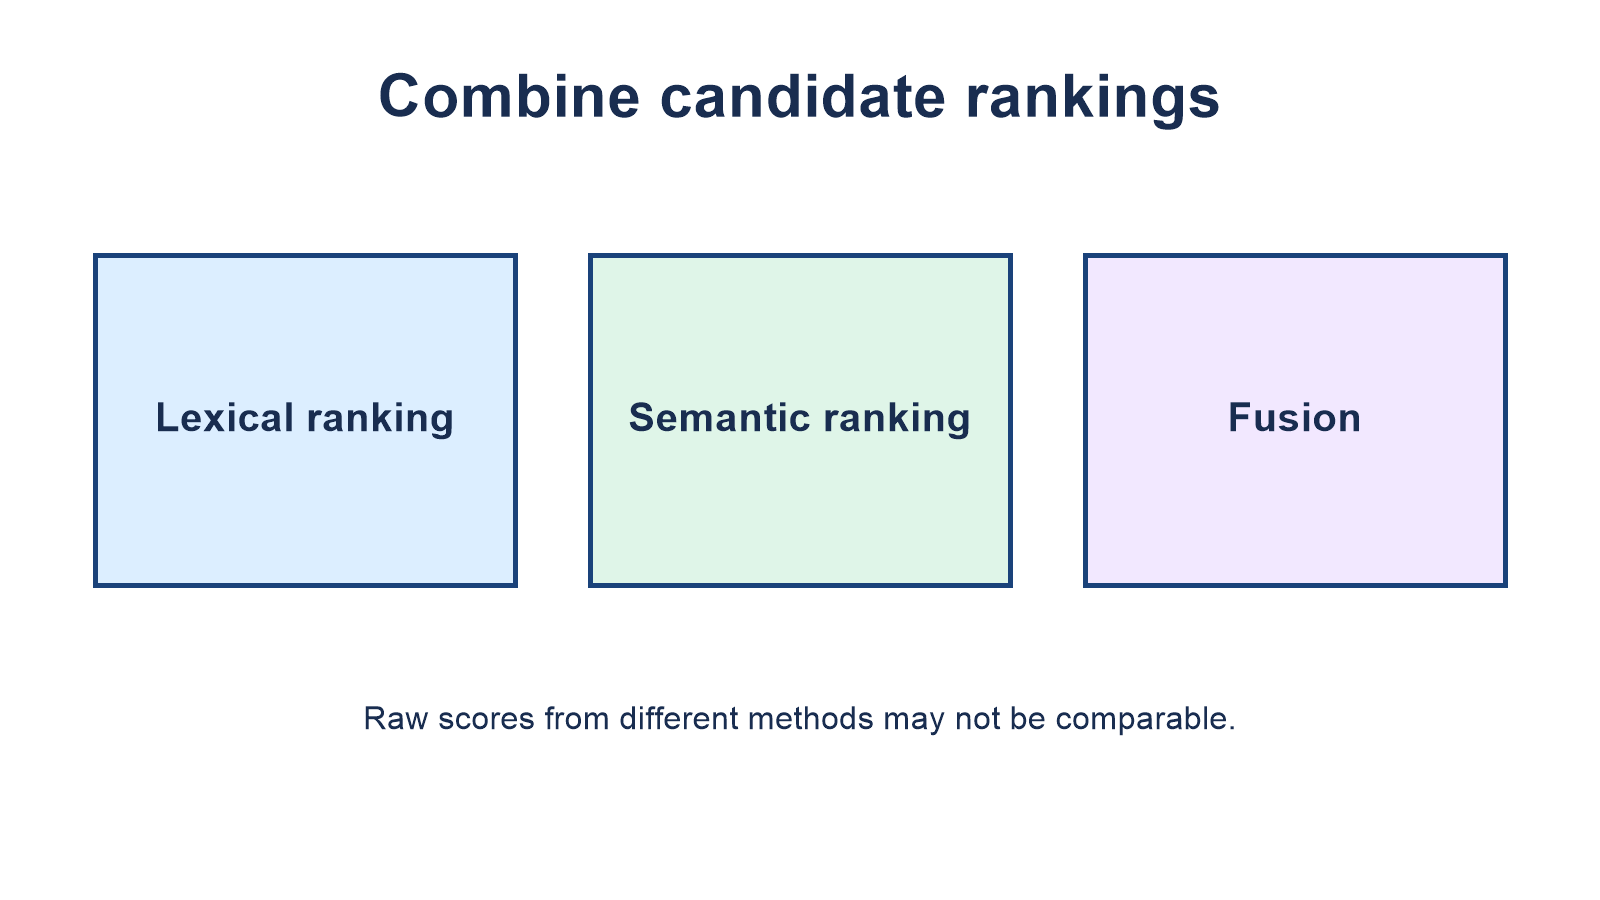 Combine candidate rankings
Lexical ranking
Semantic ranking
Fusion
Raw scores from different methods may not be comparable.